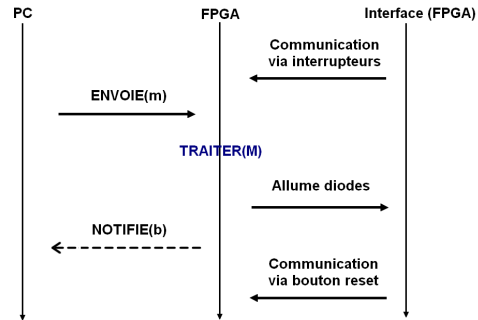 PC
FPGA
Interface (FPGA)
Communication
via interrupteurs
ENVOIE(m)
TRAITER(M)
Allume diodes
NOTIFIE(b)
Communication
via bouton reset